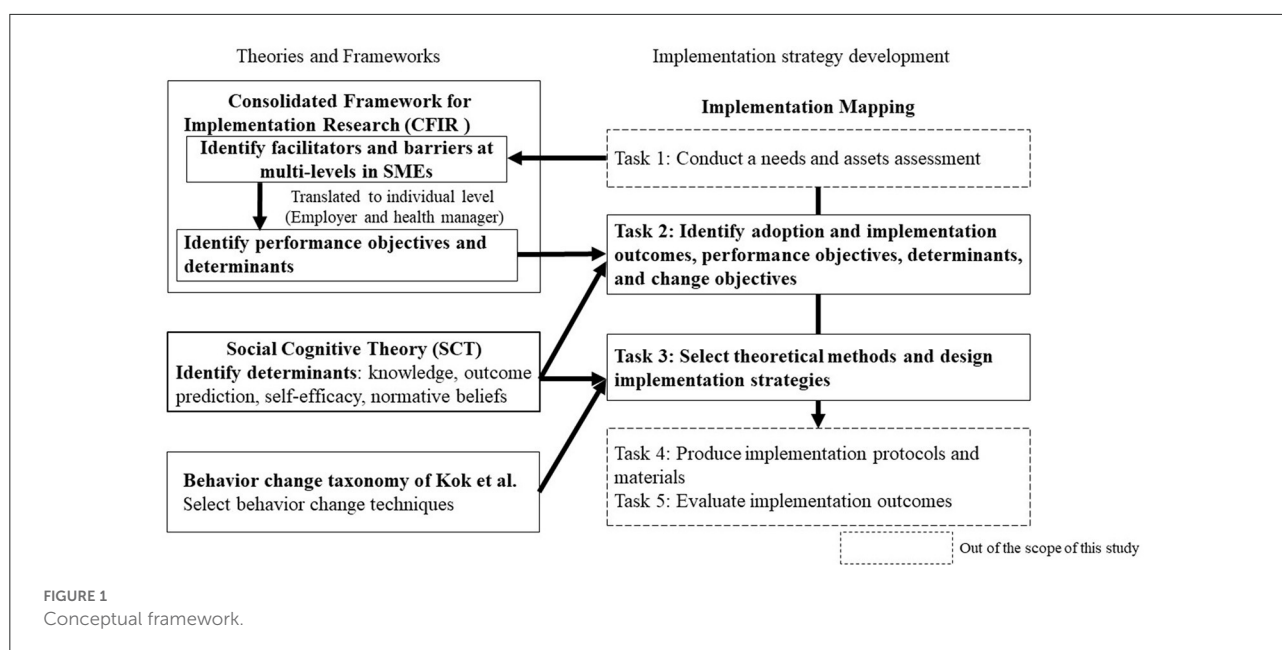 Theories and Frameworks
Consolidated Framework for
Implementation Research (CFIR )
Identify facilitators and barriers at
multi-levels in SMEs
Translated to individual level
(Employer and health manager)
Identify performance objectives and
determinants
Social Cognitive Theory (SCT)
Identify determinants: knowledge, outcome
prediction, self-efficacy, normative beliefs
Behavior change taxonomy of Kok et al.
Select behavior change techniques
Implementation strategy development
Implementation Mapping
Task 1: Conduct a needs and assets assessment
Task 2: Identify adoption and implementation
outcomes, performance objectives, determinants,
and change objectives
Task 3: Select theoretical methods and design
implementation strategies
Task 4: Produce implementation protocols and
materials
Task 5: Evaluate implementation outcomes
Out of the scope of this study
FIGURE 1
Conceptual framework.